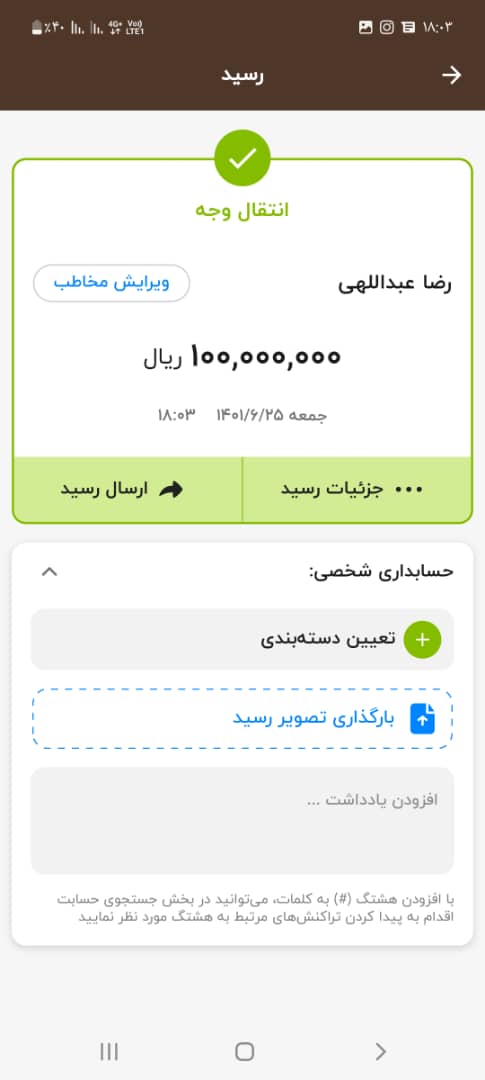 ۱۸:۰۳ ٪۴۰ 4G+ Vo) LTE1
رسید
انتقال وجه
رضا عبداللهی ویرایش مخاطب
۱۰۰,۰۰۰,۰۰۰ ریال
جمعه ۱۴۰۱/۶/۲۵ ۱۸:۰۳
جزئیات رسید ارسال رسید
حسابداری شخصی:
تعیین دسته‌بندی
بارگذاری تصویر رسید
افزودن یادداشت ...
با افزودن هشتگ (#) به کلمات، می‌توانید در بخش جستجوی حسابت
اقدام به پیدا کردن تراکنش‌های مرتبط به هشتگ مورد نظر نمایید